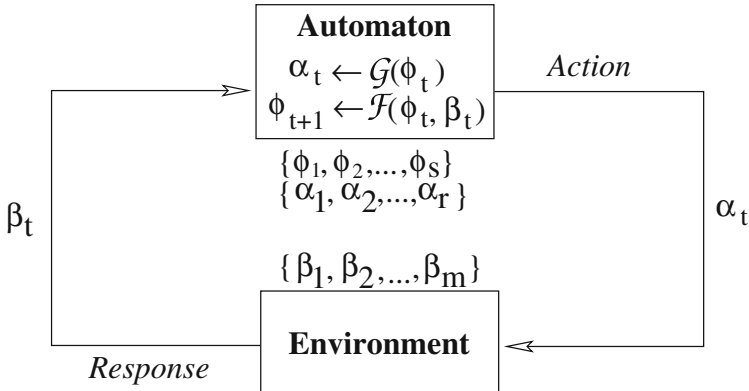 Automaton
α_t ← G(ϕ_t)
ϕ_{t+1} ← F(ϕ_t, β_t)
Action
{ϕ_1, ϕ_2,...,ϕ_s}
{α_1, α_2,...,α_r}
β_t
α_t
{β_1, β_2,...,β_m}
Environment
Response